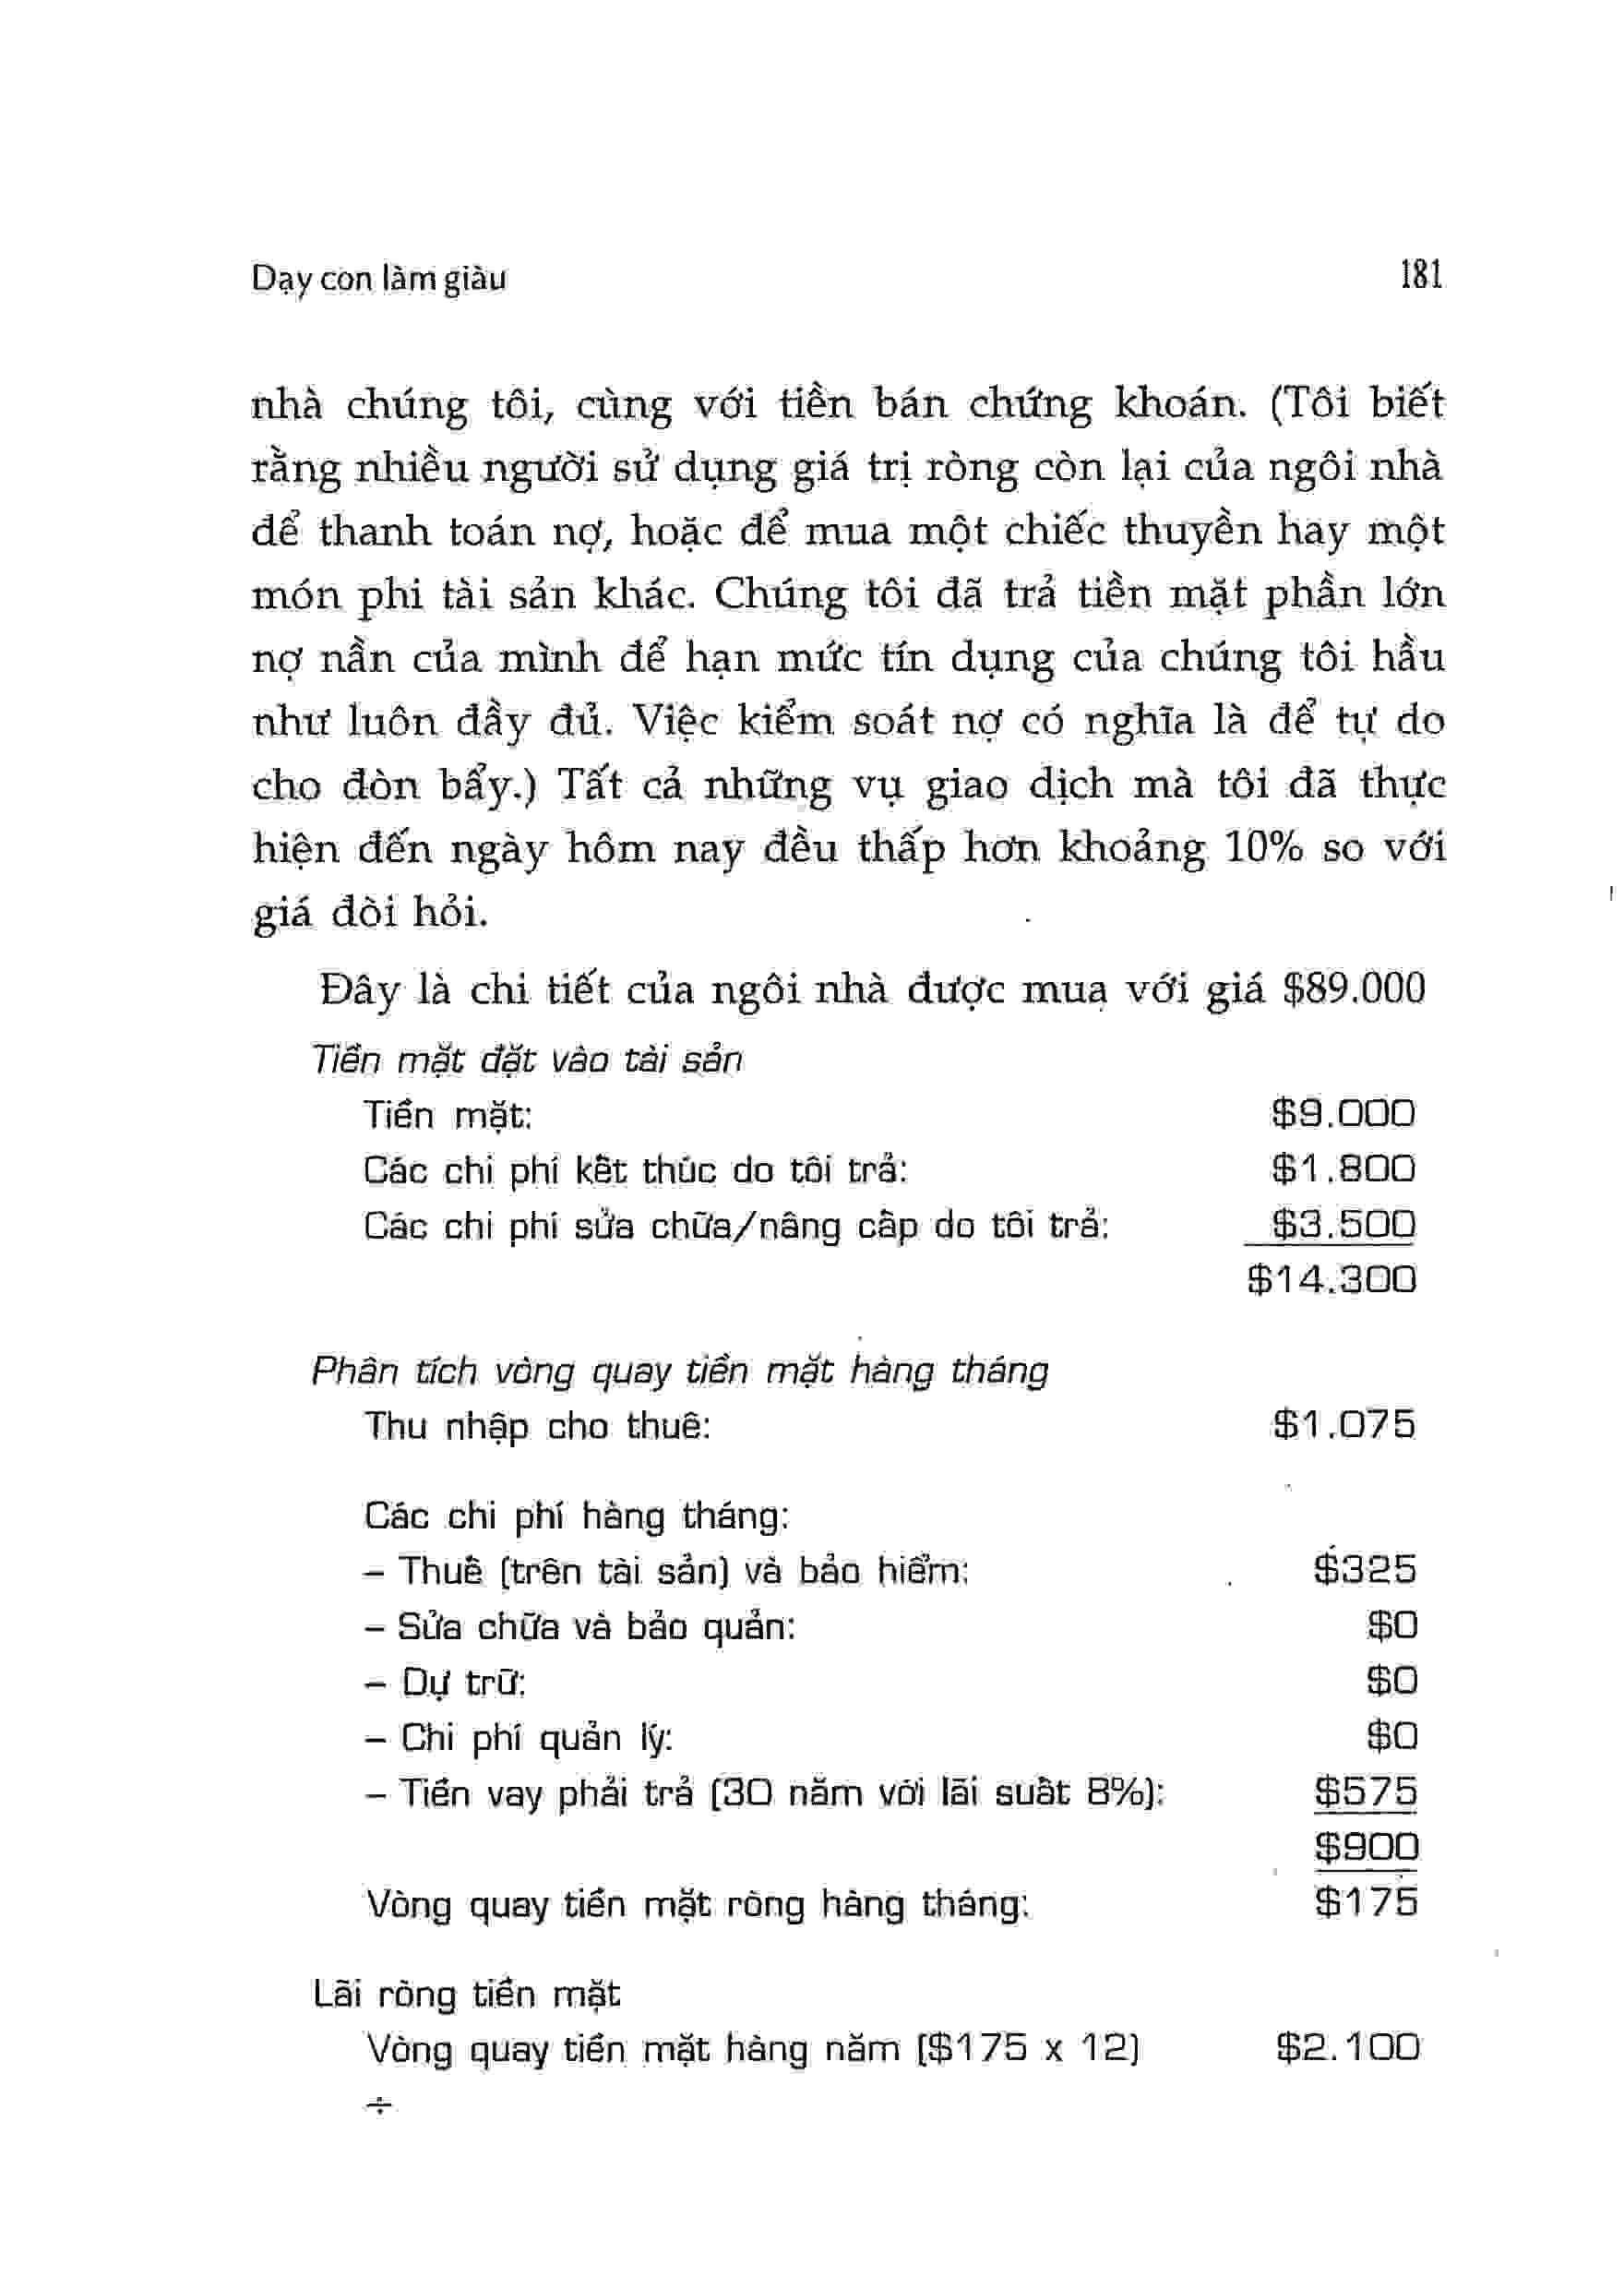 Dạy con làm giàu 181
nhà chúng tôi, cùng với tiền bán chứng khoán. (Tôi biết
rằng nhiều người sử dụng giá trị ròng còn lại của ngôi nhà
để thanh toán nợ, hoặc để mua một chiếc thuyền hay một
món phi tài sản khác. Chúng tôi đã trả tiền mặt phần lớn
nợ nần của mình để hạn mức tín dụng của chúng tôi hầu
như luôn đầy đủ. Việc kiểm soát nợ có nghĩa là để tự do
cho đòn bẩy.) Tất cả những vụ giao dịch mà tôi đã thực
hiện đến ngày hôm nay đều thấp hơn khoảng 10% so với
giá đòi hỏi.
Đây là chi tiết của ngôi nhà được mua với giá $89.000
Tiền mặt đặt vào tài sản
Tiền mặt: $9.000
Các chi phí kết thúc do tôi trả: $1.800
Các chi phí sửa chữa/nâng cấp do tôi trả: $3.500
$14.300
Phân tích vòng quay tiền mặt hàng tháng
Thu nhập cho thuê: $1.075
Các chi phí hàng tháng:
– Thuế (trên tài sản) và bảo hiểm: $325
– Sửa chữa và bảo quản: $0
– Dự trữ: $0
– Chi phí quản lý: $0
– Tiền vay phải trả (30 năm với lãi suất 8%): $575
$900
Vòng quay tiền mặt ròng hàng tháng: $175
Lãi ròng tiền mặt
Vòng quay tiền mặt hàng năm ($175 x 12) $2.100
÷